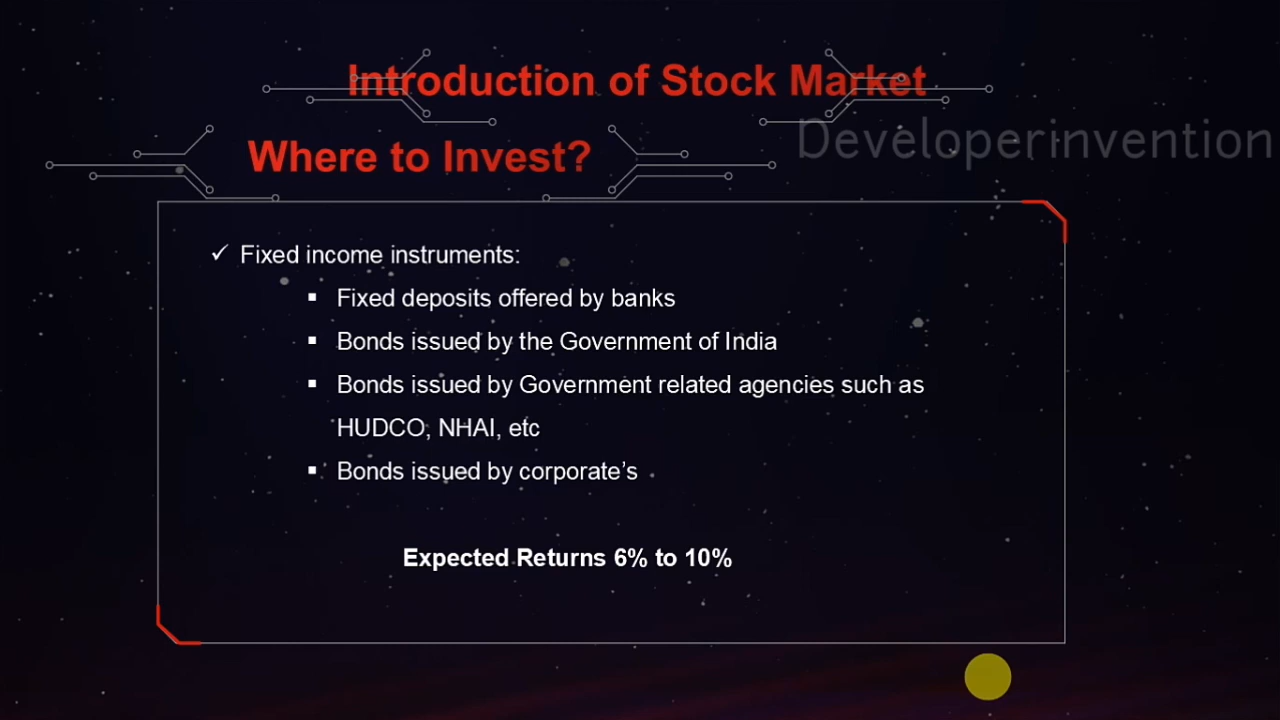 Introduction of Stock Market
Developerinvention
Where to Invest?
✓ Fixed income instruments:
▪ Fixed deposits offered by banks
▪ Bonds issued by the Government of India
▪ Bonds issued by Government related agencies such as
HUDCO, NHAI, etc
▪ Bonds issued by corporate’s
Expected Returns 6% to 10%